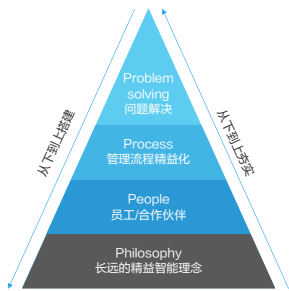 Problem
solving
问题解决
Process
管理流程精益化
People
员工/合作伙伴
Philosophy
长远的精益智能理念
从下到上搭建
从下到上夯实